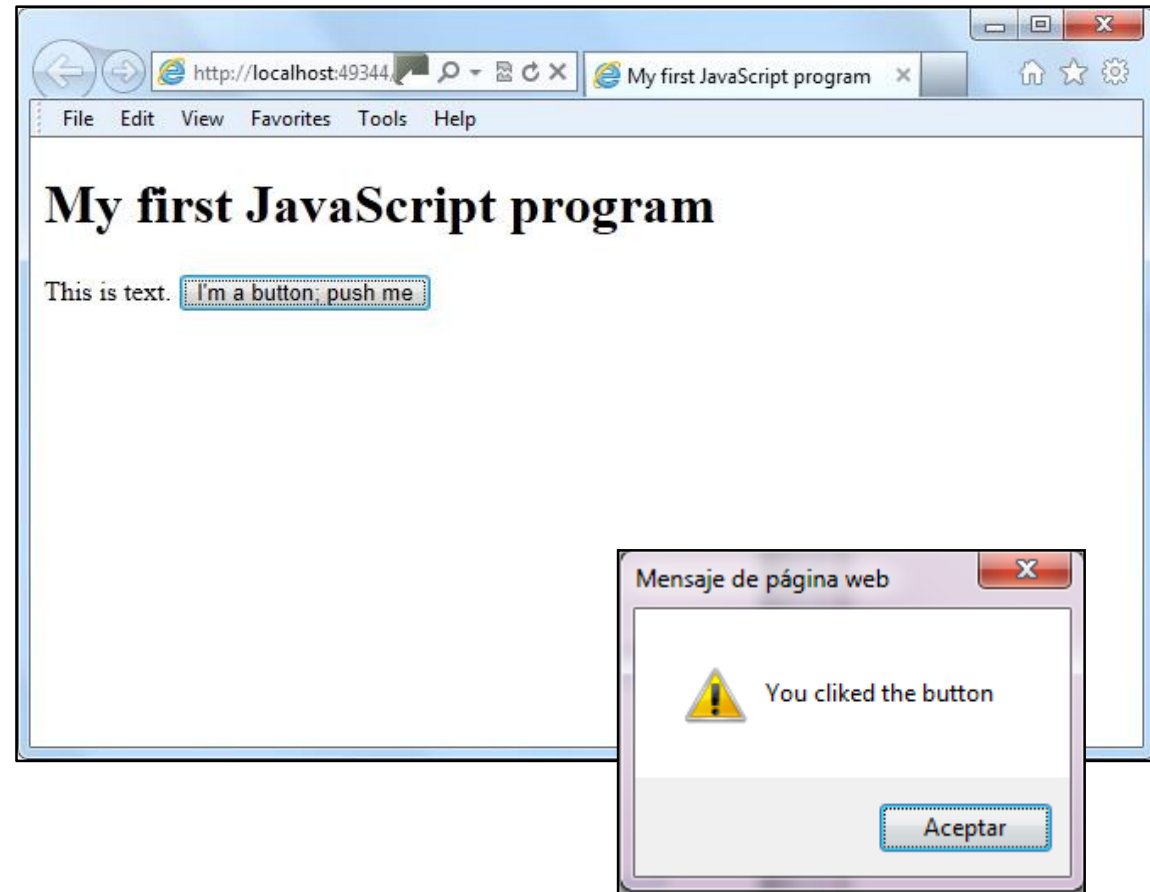 http://localhost:49344/
My first JavaScript program
File Edit View Favorites Tools Help
My first JavaScript program
This is text. I'm a button; push me
Mensaje de página web
You cliked the button
Aceptar